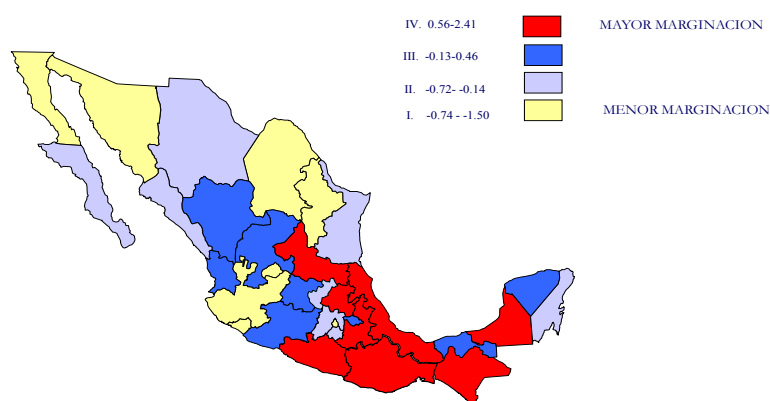 IV. 0.56-2.41 MAYOR MARGINACION
III. -0.13-0.46
II. -0.72- -0.14
I. -0.74 - -1.50 MENOR MARGINACION